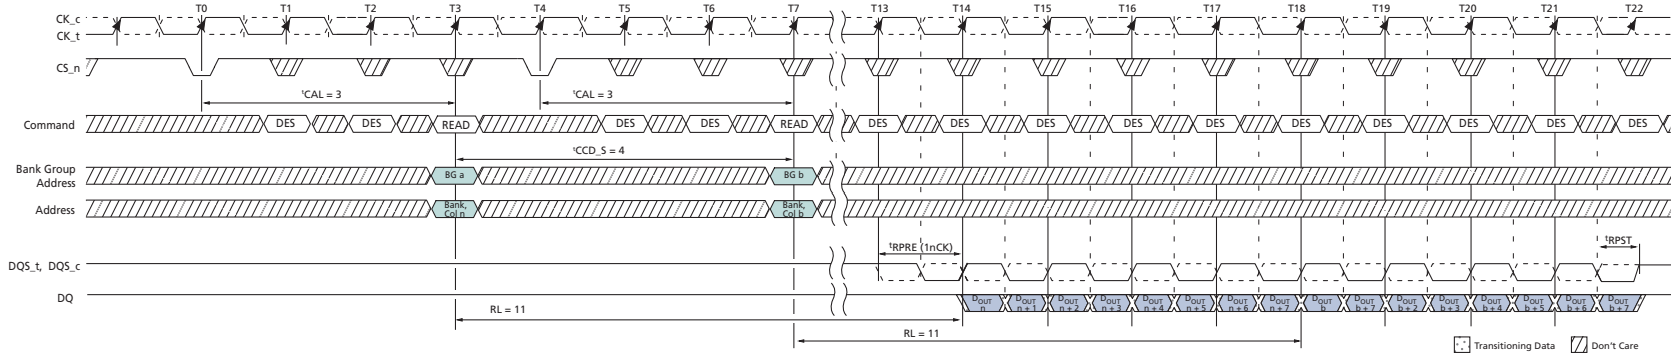 T0 T1 T2 T3 T4 T5 T6 T7 T13 T14 T15 T16 T17 T18 T19 T20 T21 T22
CK_c
CK_t
CS_n
tCAL = 3 tCAL = 3
Command DES DES READ DES DES READ DES DES DES DES DES DES DES DES DES DES
tCCD_S = 4
Bank Group
Address
BG a BG b
Address
Bank,
Col n
Bank,
Col b
tRPRE (1nCK) tRPST
DQS_t, DQS_c
DQ
DOUT
n
DOUT
n + 1
DOUT
n + 2
DOUT
n + 3
DOUT
n + 4
DOUT
n + 5
DOUT
n + 6
DOUT
n + 7
DOUT
b
DOUT
b + 7
DOUT
b + 2
DOUT
b + 3
DOUT
b + 4
DOUT
b + 5
DOUT
b + 6
DOUT
b + 7
RL = 11
RL = 11
Transitioning Data Don't Care